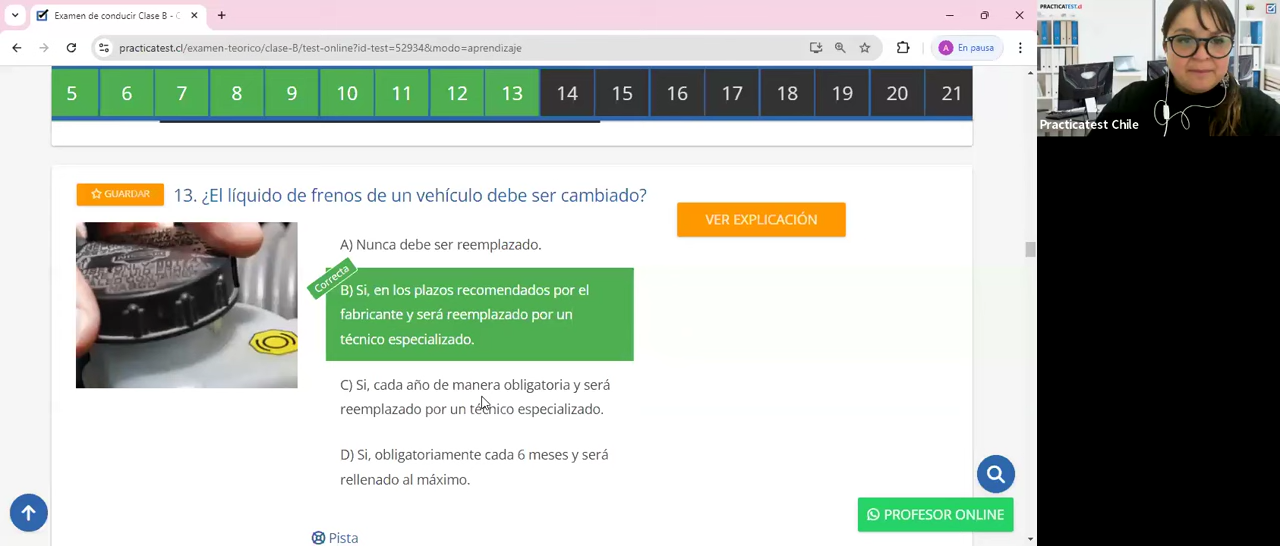 Examen de conducir Clase B - C
practicatest.cl/examen-teorico/clase-B/test-online?id-test=52934&modo=aprendizaje
A En pausa
5 6 7 8 9 10 11 12 13 14 15 16 17 18 19 20 21
GUARDAR
13. ¿El líquido de frenos de un vehículo debe ser cambiado?
VER EXPLICACIÓN
A) Nunca debe ser reemplazado.
Correcta
B) Si, en los plazos recomendados por el
fabricante y será reemplazado por un
técnico especializado.
C) Si, cada año de manera obligatoria y será
reemplazado por un técnico especializado.
D) Si, obligatoriamente cada 6 meses y será
rellenado al máximo.
Pista
PROFESOR ONLINE
PRACTICATEST.cl
Practicatest Chile